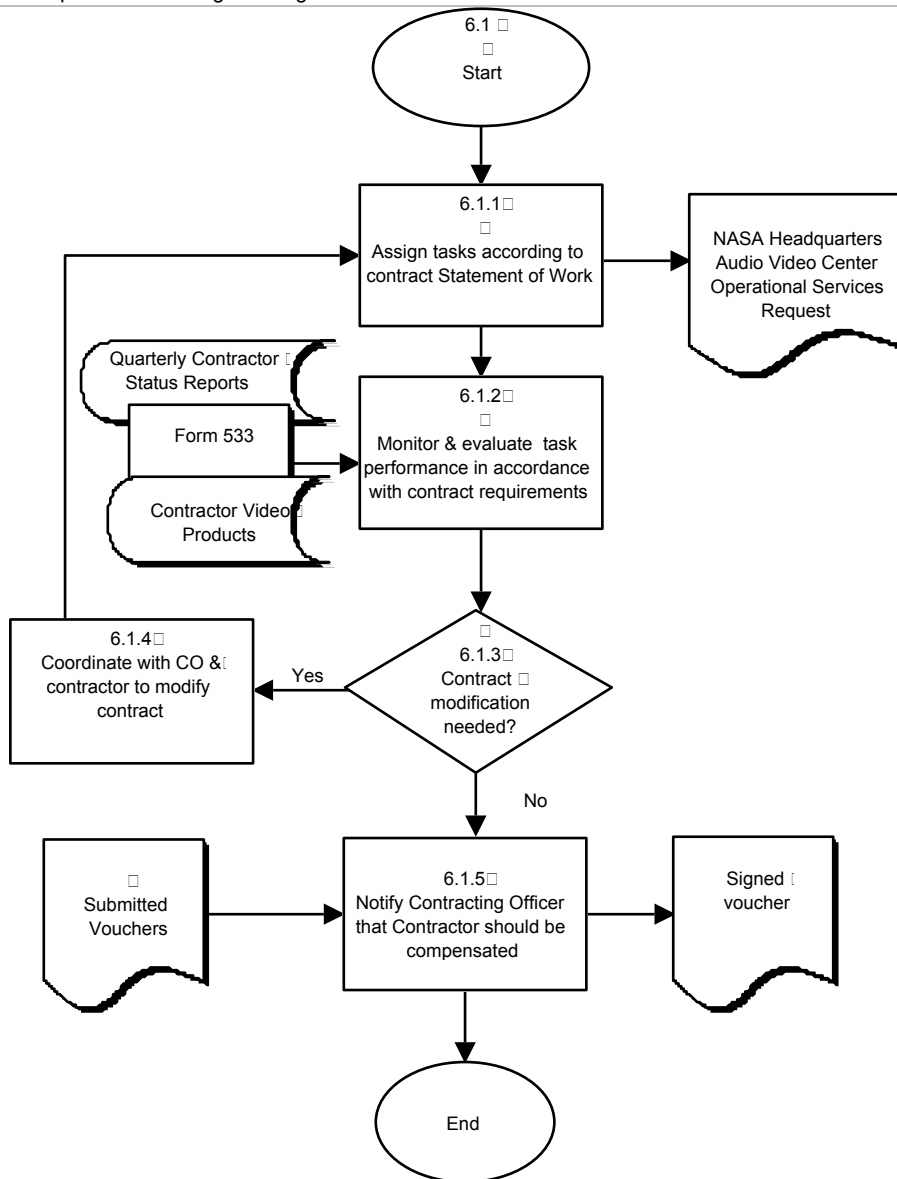 6.1
Start
6.1.1
Assign tasks according to
contract Statement of Work
NASA Headquarters
Audio Video Center
Operational Services
Request
Quarterly Contractor
Status Reports
Form 533
Contractor Video
Products
6.1.2
Monitor & evaluate task
performance in accordance
with contract requirements
6.1.3
Contract
modification
needed?
Yes
6.1.4
Coordinate with CO &
contractor to modify
contract
No
Submitted
Vouchers
6.1.5
Notify Contracting Officer
that Contractor should be
compensated
Signed
voucher
End